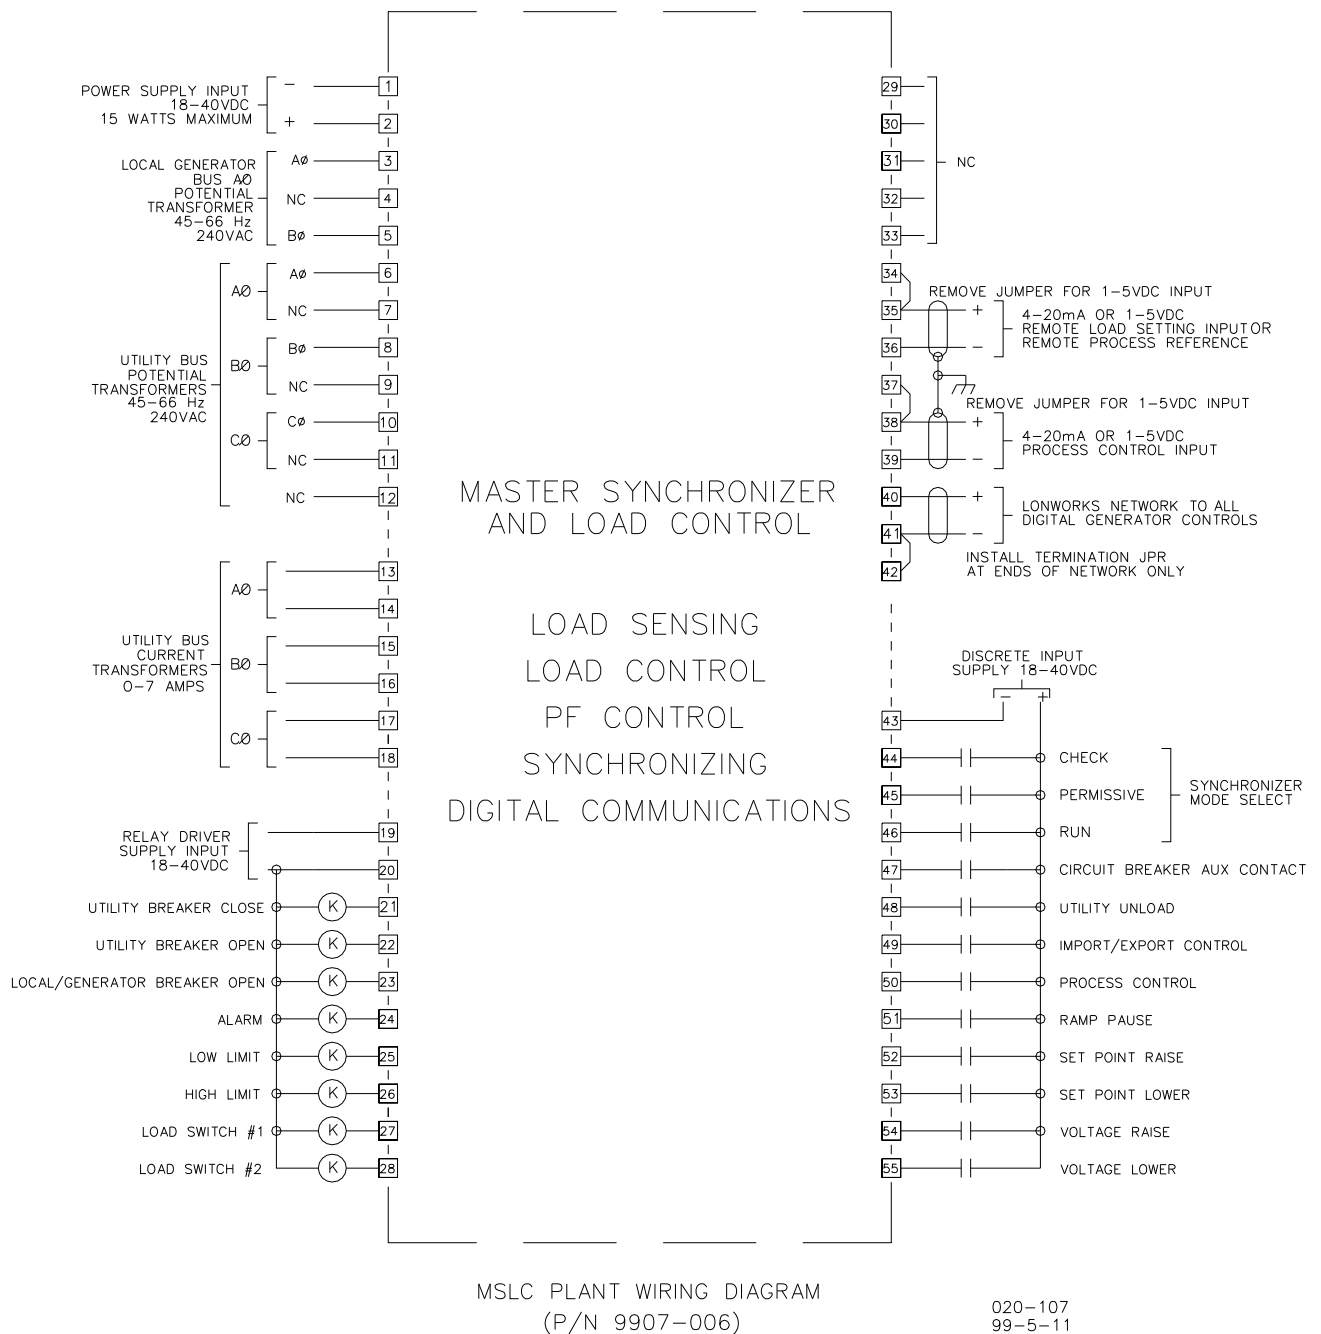 POWER SUPPLY INPUT
18-40VDC
15 WATTS MAXIMUM
-
+
1
2
LOCAL GENERATOR
BUS AØ
POTENTIAL
TRANSFORMER
45-66 Hz
240VAC
AØ
NC
BØ
3
4
5
UTILITY BUS
POTENTIAL
TRANSFORMERS
45-66 Hz
240VAC
AØ
AØ
NC
6
7
BØ
BØ
NC
8
9
CØ
CØ
NC
10
11
NC
12
UTILITY BUS
CURRENT
TRANSFORMERS
0-7 AMPS
AØ
13
14
BØ
15
16
CØ
17
18
RELAY DRIVER
SUPPLY INPUT
18-40VDC
19
20
UTILITY BREAKER CLOSE K 21
UTILITY BREAKER OPEN K 22
LOCAL/GENERATOR BREAKER OPEN K 23
ALARM K 24
LOW LIMIT K 25
HIGH LIMIT K 26
LOAD SWITCH #1 K 27
LOAD SWITCH #2 K 28
MASTER SYNCHRONIZER
AND LOAD CONTROL
LOAD SENSING
LOAD CONTROL
PF CONTROL
SYNCHRONIZING
DIGITAL COMMUNICATIONS
29
30
31
32
33
NC
34
35
36
REMOVE JUMPER FOR 1-5VDC INPUT
+
-
4-20mA OR 1-5VDC
REMOTE LOAD SETTING INPUT OR
REMOTE PROCESS REFERENCE
37
38
39
REMOVE JUMPER FOR 1-5VDC INPUT
+
-
4-20mA OR 1-5VDC
PROCESS CONTROL INPUT
40
41
42
+
-
LONWORKS NETWORK TO ALL
DIGITAL GENERATOR CONTROLS
INSTALL TERMINATION JPR
AT ENDS OF NETWORK ONLY
DISCRETE INPUT
SUPPLY 18-40VDC
- +
43
44 CHECK
45 PERMISSIVE
46 RUN
SYNCHRONIZER
MODE SELECT
47 CIRCUIT BREAKER AUX CONTACT
48 UTILITY UNLOAD
49 IMPORT/EXPORT CONTROL
50 PROCESS CONTROL
51 RAMP PAUSE
52 SET POINT RAISE
53 SET POINT LOWER
54 VOLTAGE RAISE
55 VOLTAGE LOWER
MSLC PLANT WIRING DIAGRAM
(P/N 9907-006)
020-107
99-5-11